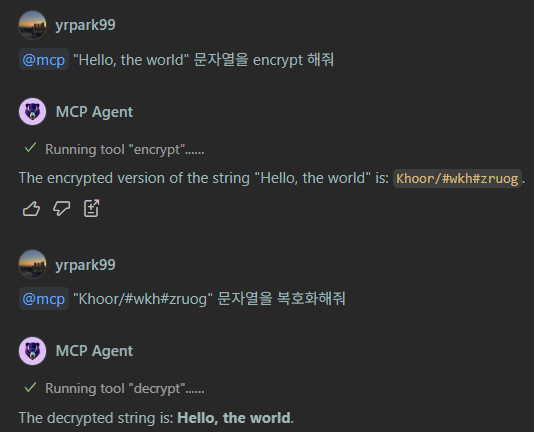 yrpark99
@mcp "Hello, the world" 문자열을 encrypt 해줘
MCP Agent
Running tool "encrypt"......
The encrypted version of the string "Hello, the world" is: Khoor/#wkh#zruog.
yrpark99
@mcp "Khoor/#wkh#zruog" 문자열을 복호화해줘
MCP Agent
Running tool "decrypt"......
The decrypted string is: Hello, the world.